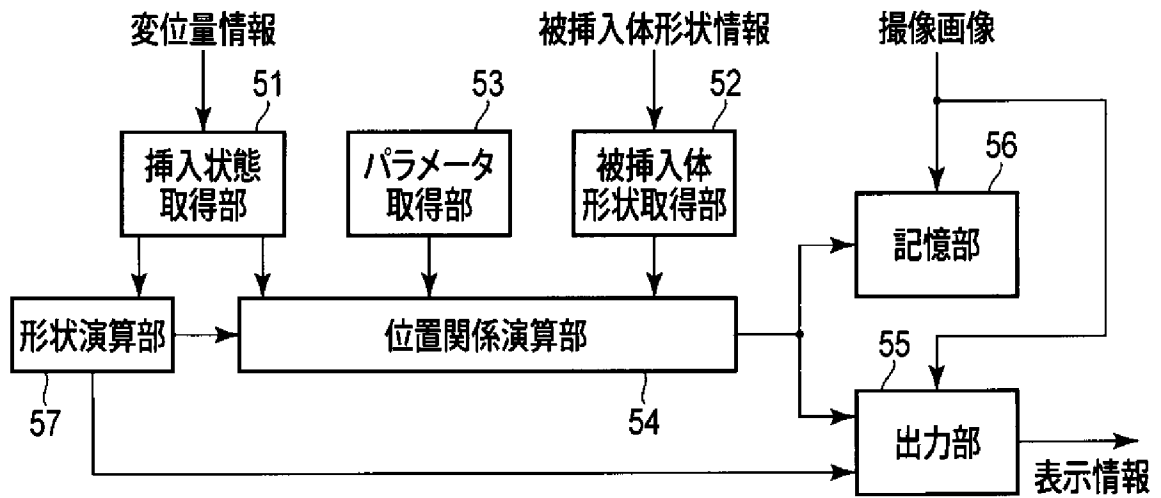 変位量情報
被挿入体形状情報
撮像画像
51
53
52
56
挿入状態
取得部
パラメータ
取得部
被挿入体
形状取得部
記憶部
形状演算部
位置関係演算部
55
57
54
出力部
表示情報